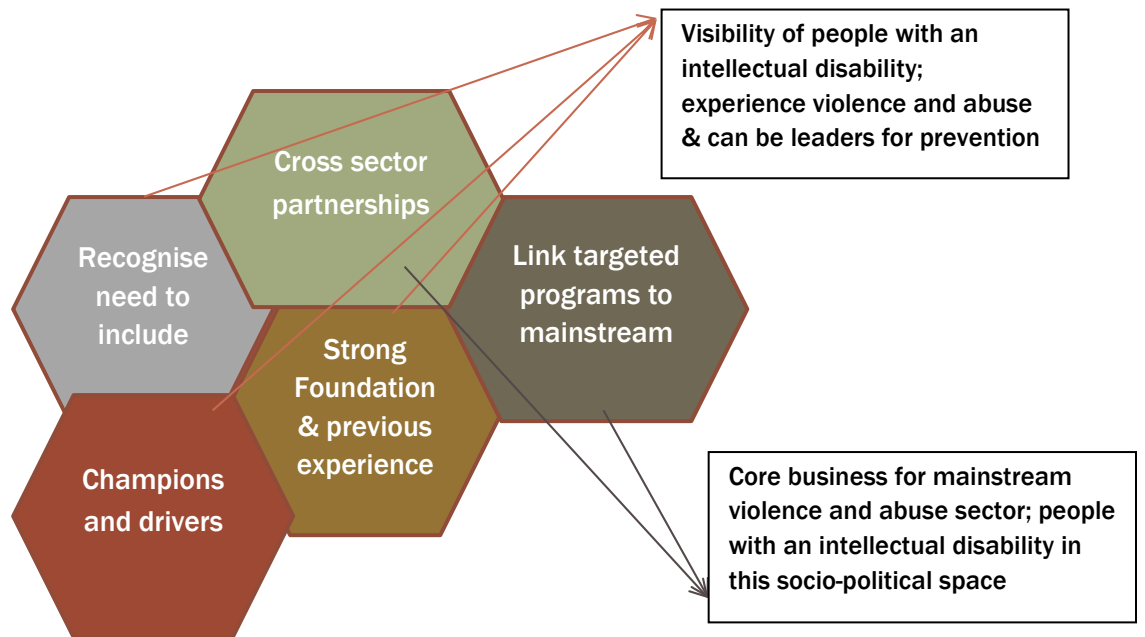 Visibility of people with an
intellectual disability;
experience violence and abuse
& can be leaders for prevention
Cross sector
partnerships
Recognise
need to
include
Link targeted
programs to
mainstream
Strong
Foundation
& previous
experience
Champions
and drivers
Core business for mainstream
violence and abuse sector; people
with an intellectual disability in
this socio-political space